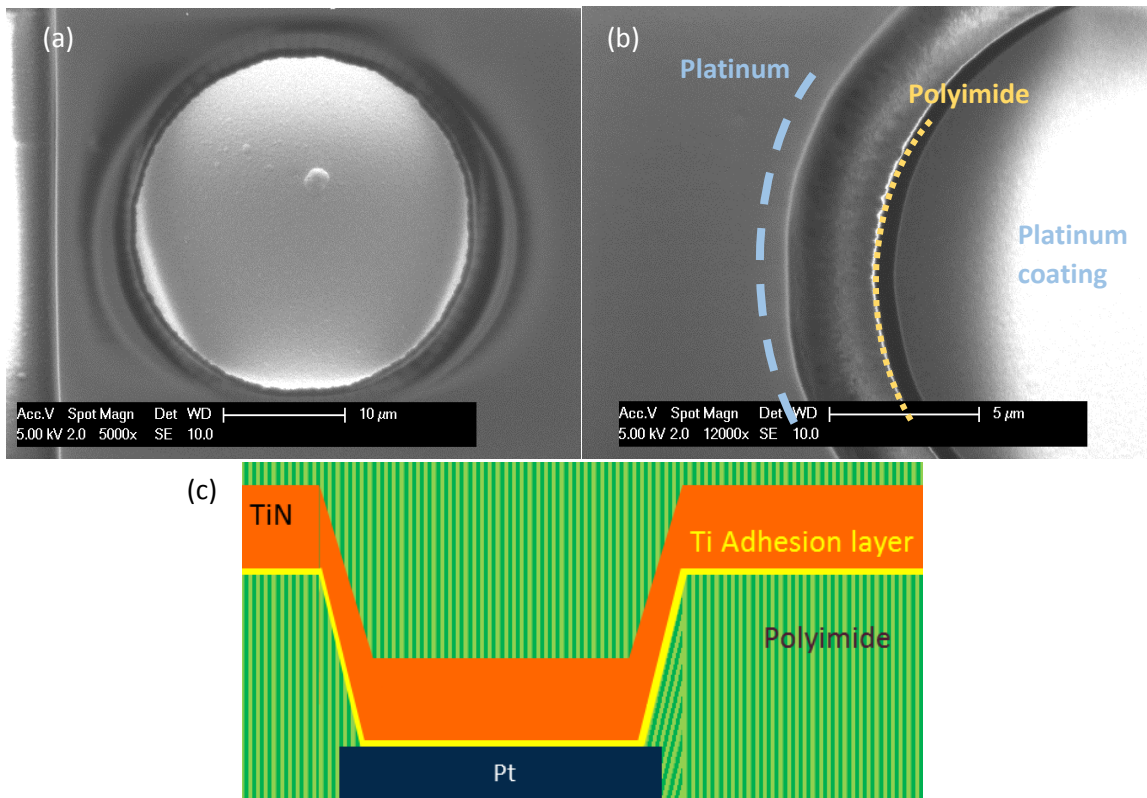 (a)
Acc.V Spot Magn Det WD 10 µm
5.00 kV 2.0 5000x SE 10.0
(b)
Platinum
Polyimide
Platinum
coating
Acc.V Spot Magn Det WD 5 µm
5.00 kV 2.0 12000x SE 10.0
(c)
TiN
Ti Adhesion layer
Polyimide
Pt